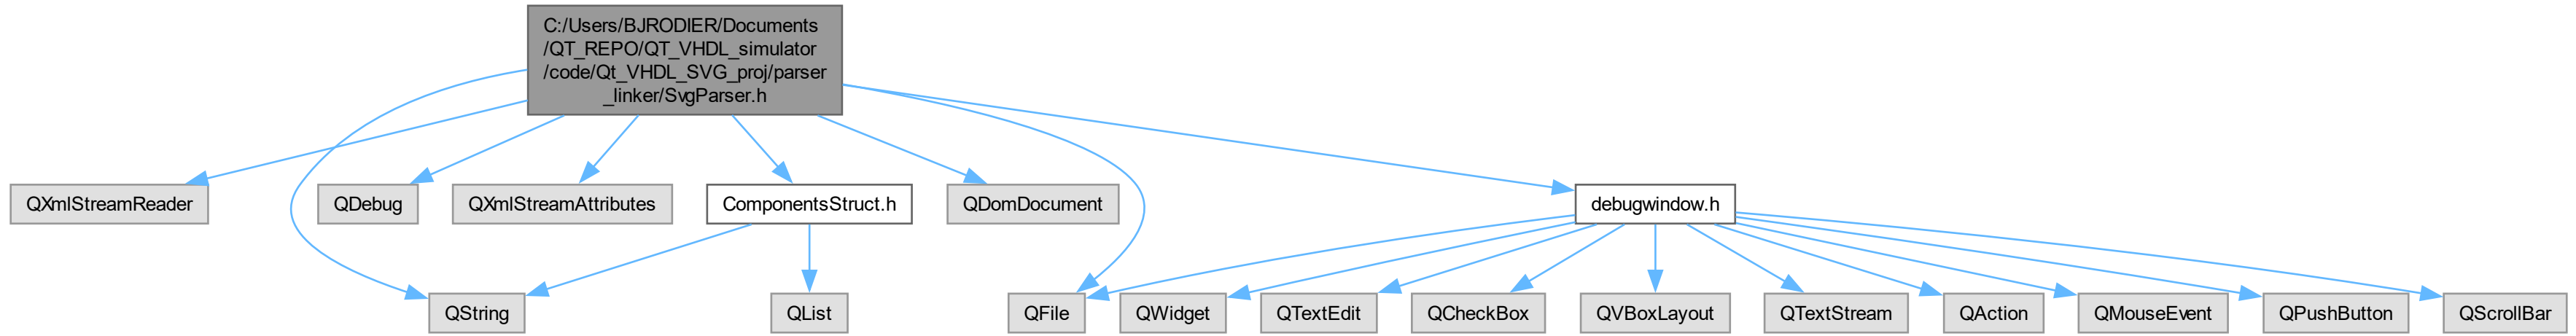 C:/Users/BJRODIER/Documents
/QT_REPO/QT_VHDL_simulator
/code/Qt_VHDL_SVG_proj/parser
_linker/SvgParser.h
QXmlStreamReader
QDebug
QXmlStreamAttributes
ComponentsStruct.h
QDomDocument
debugwindow.h
QString
QList
QFile
QWidget
QTextEdit
QCheckBox
QVBoxLayout
QTextStream
QAction
QMouseEvent
QPushButton
QScrollBar